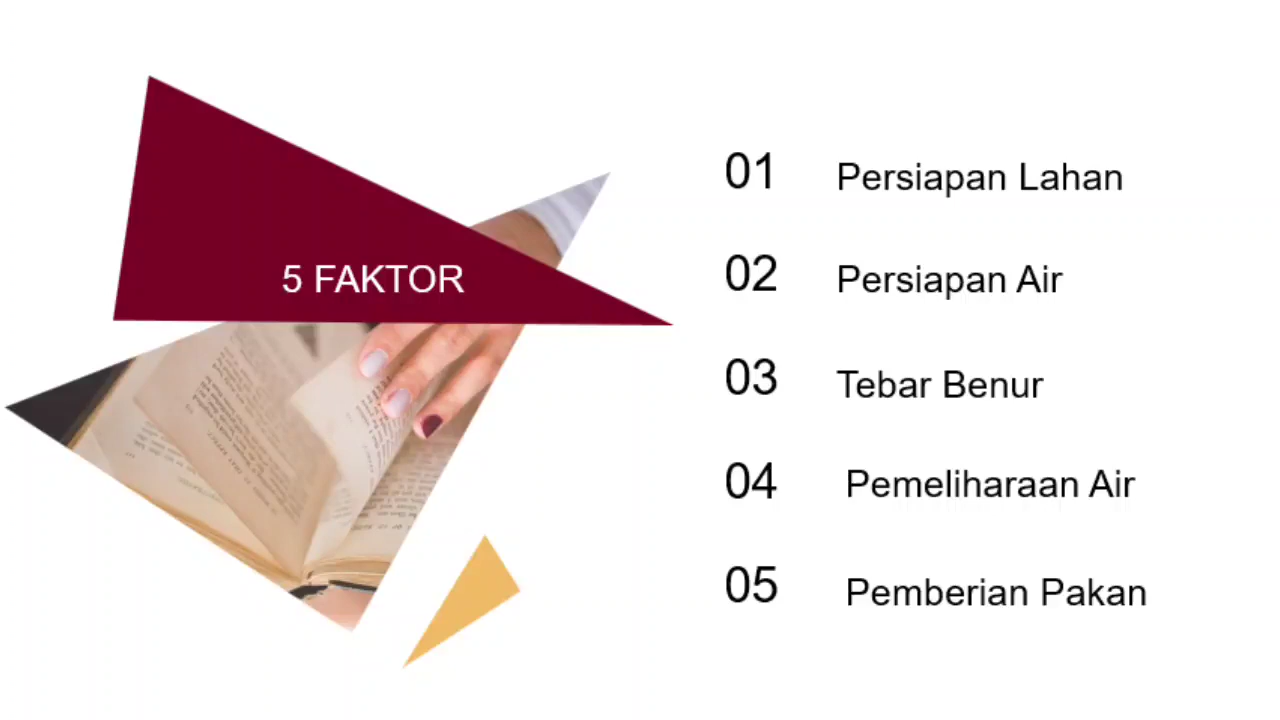 5 FAKTOR
01 Persiapan Lahan
02 Persiapan Air
03 Tebar Benur
04 Pemeliharaan Air
05 Pemberian Pakan